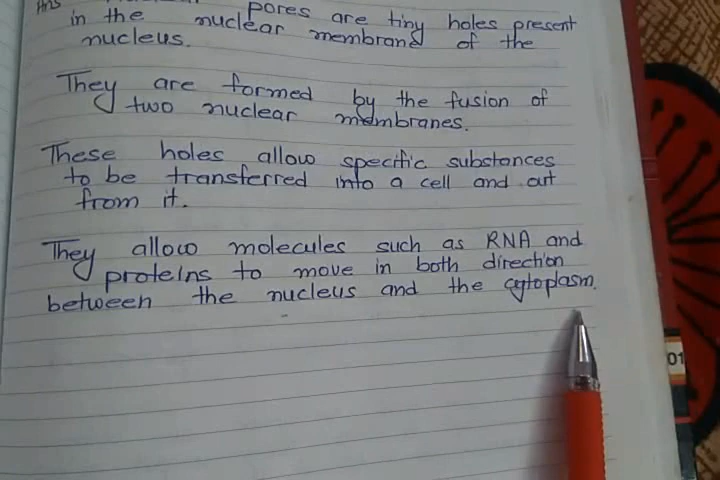 Ans pores are tiny holes present
in the nuclear membrane of the
nucleus.
They are formed by the fusion of
two nuclear membranes.
These holes allow specific substances
to be transferred into a cell and out
from it.
They allow molecules such as RNA and
proteins to move in both direction
between the nucleus and the cytoplasm.
01